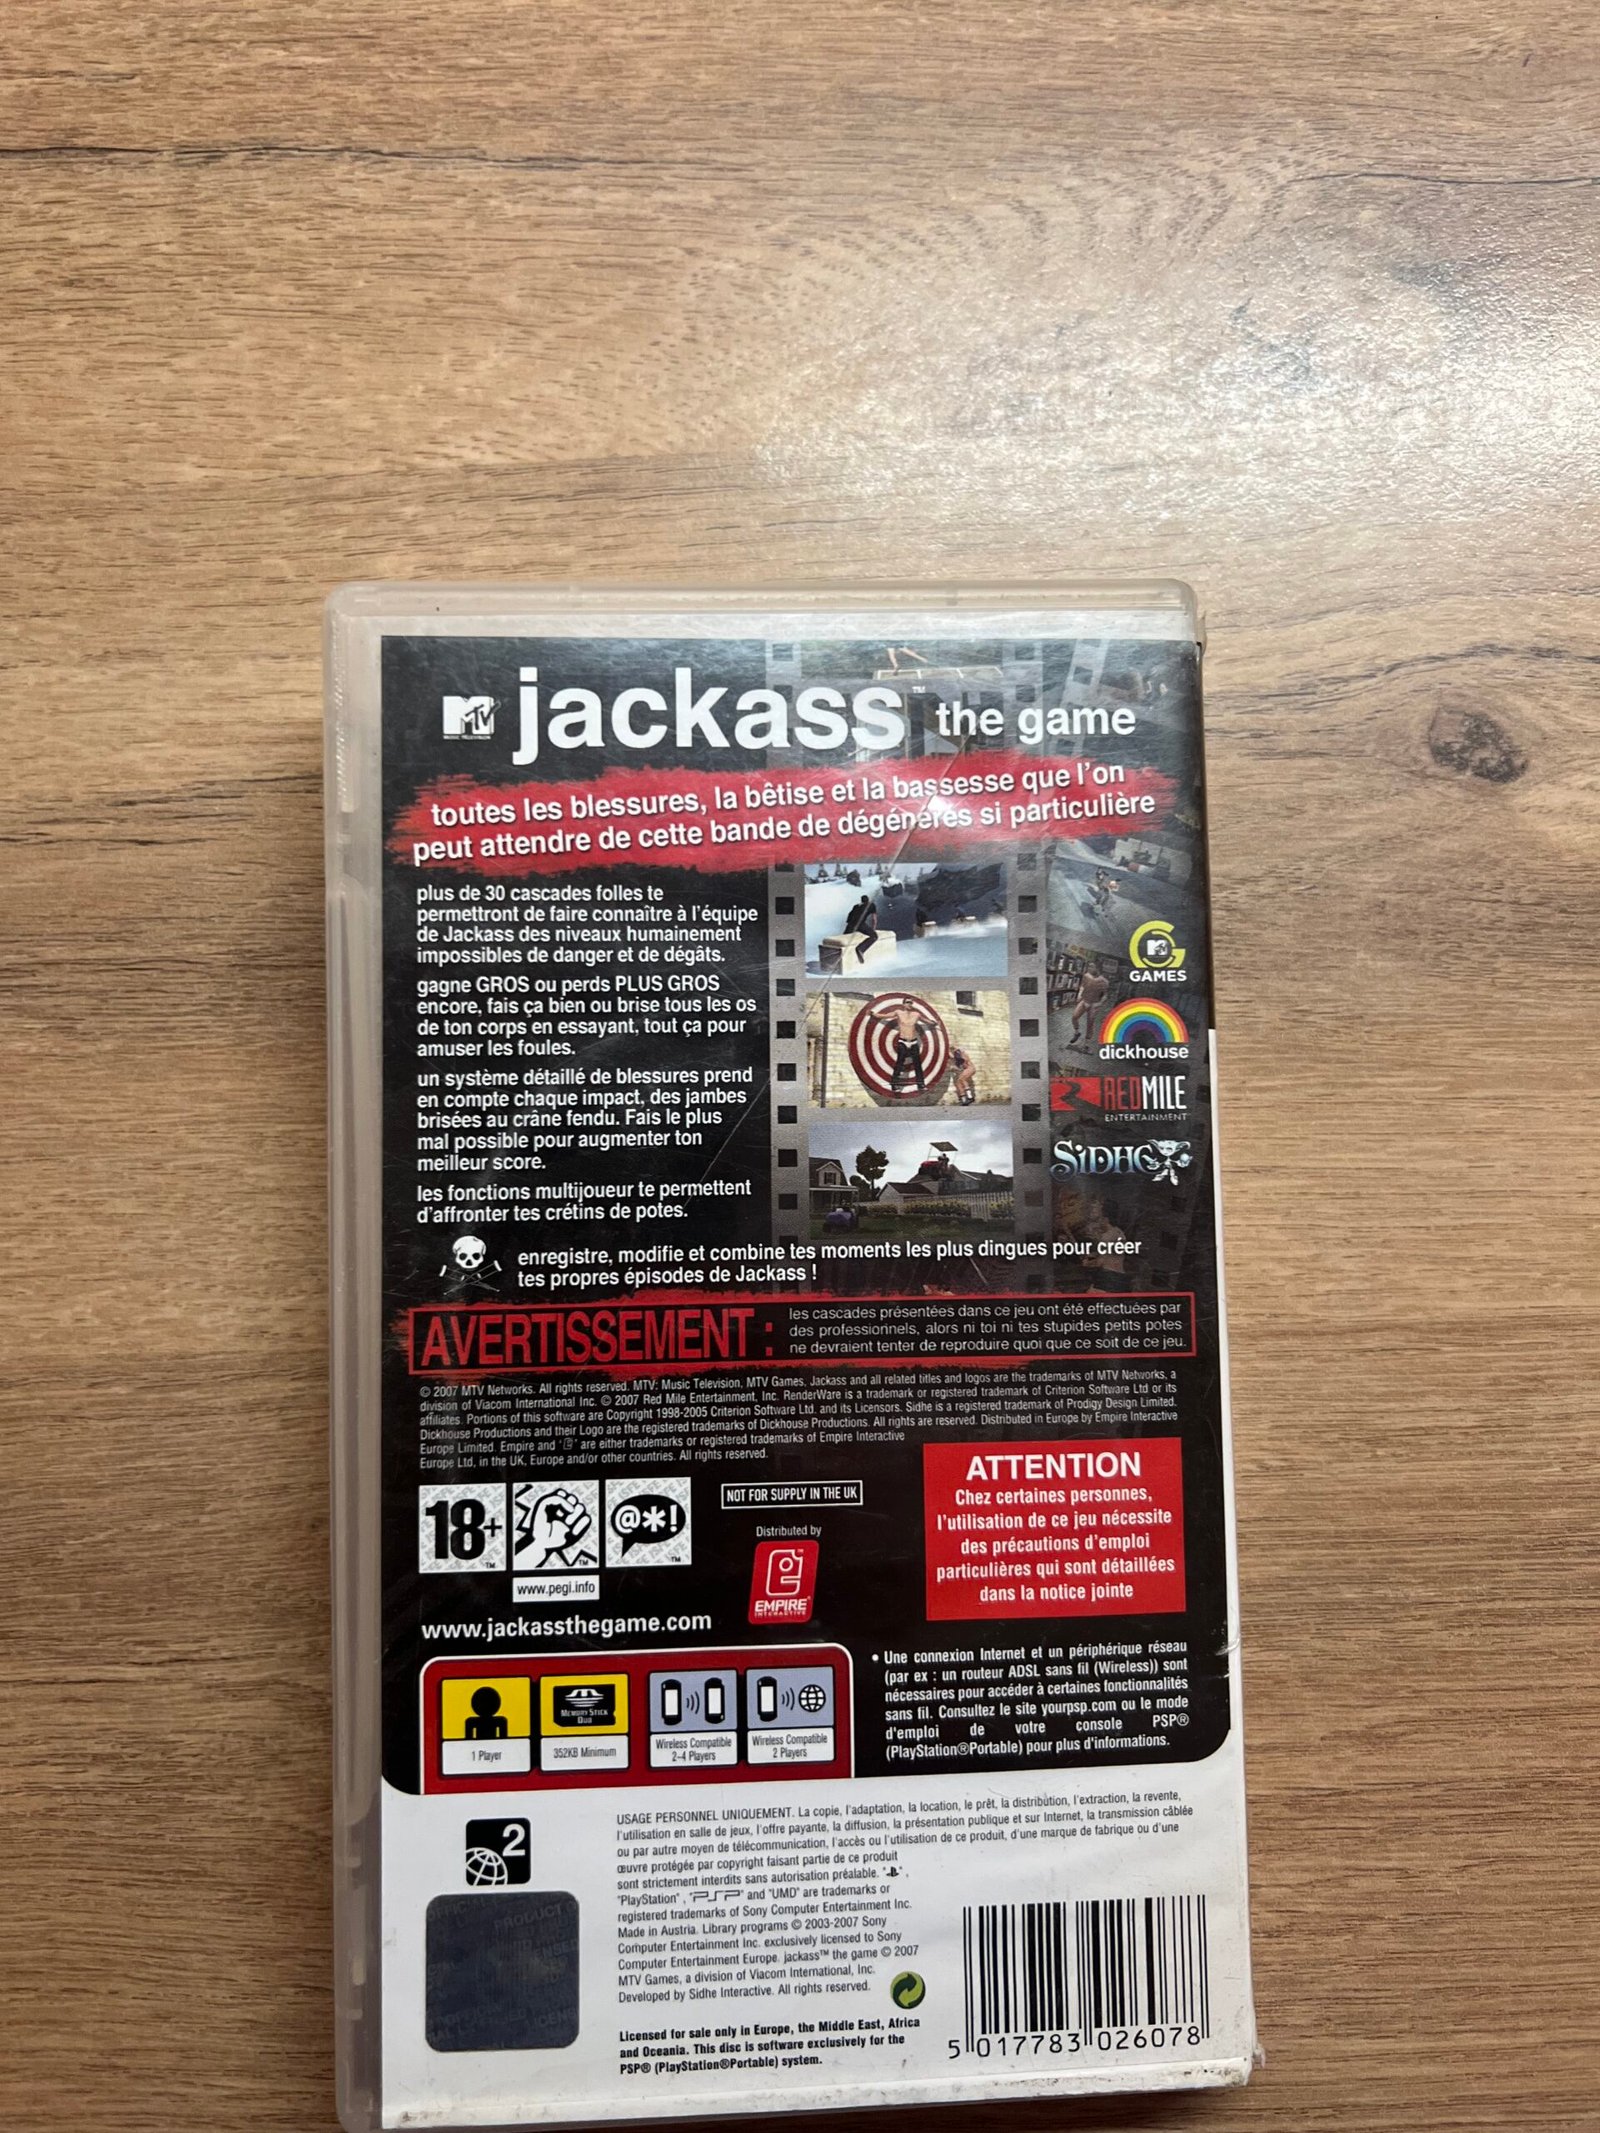 MTV
MUSIC TELEVISION
jackass™ the game
toutes les blessures, la bêtise et la bassesse que l'on
peut attendre de cette bande de dégénérés si particulière
plus de 30 cascades folles te
permettront de faire connaître à l'équipe
de Jackass des niveaux humainement
impossibles de danger et de dégâts.
gagne GROS ou perds PLUS GROS
encore, fais ça bien ou brise tous les os
de ton corps en essayant, tout ça pour
amuser les foules.
un système détaillé de blessures prend
en compte chaque impact, des jambes
brisées au crâne fendu. Fais le plus
mal possible pour augmenter ton
meilleur score.
les fonctions multijoueur te permettent
d'affronter tes crétins de potes.
GAMES
dickhouse
REDMILE
ENTERTAINMENT
SIDHE
enregistre, modifie et combine tes moments les plus dingues pour créer
tes propres épisodes de Jackass !
AVERTISSEMENT :
les cascades présentées dans ce jeu ont été effectuées par
des professionnels, alors ni toi ni tes stupides petits potes
ne devraient tenter de reproduire quoi que ce soit de ce jeu.
© 2007 MTV Networks. All rights reserved. MTV: Music Television, MTV Games, Jackass and all related titles and logos are the trademarks of MTV Networks, a
division of Viacom International Inc. © 2007 Red Mile Entertainment, Inc. RenderWare is a trademark or registered trademark of Criterion Software Ltd or its
affiliates. Portions of this software are Copyright 1998-2005 Criterion Software Ltd. and its Licensors. Sidhe is a registered trademark of Prodigy Design Limited.
Dickhouse Productions and their Logo are the registered trademarks of Dickhouse Productions. All rights are reserved. Distributed in Europe by Empire Interactive
Europe Limited. Empire and " " are either trademarks or registered trademarks of Empire Interactive
Europe Ltd, in the UK, Europe and/or other countries. All rights reserved.
18+
@*!
www.pegi.info
NOT FOR SUPPLY IN THE UK
Distributed by
EMPIRE
INTERACTIVE
ATTENTION
Chez certaines personnes,
l'utilisation de ce jeu nécessite
des précautions d'emploi
particulières qui sont détaillées
dans la notice jointe
www.jackassthegame.com
1 Player
MEMORY STICK
DUO
352KB Minimum
Wireless Compatible
2-4 Players
Wireless Compatible
2 Players
• Une connexion Internet et un périphérique réseau
(par ex : un routeur ADSL sans fil (Wireless)) sont
nécessaires pour accéder à certaines fonctionnalités
sans fil. Consultez le site yourpsp.com ou le mode
d'emploi de votre console PSP®
(PlayStation®Portable) pour plus d'informations.
2
USAGE PERSONNEL UNIQUEMENT. La copie, l'adaptation, la location, le prêt, la distribution, l'extraction, la revente,
l'utilisation en salle de jeux, l'offre payante, la diffusion, la présentation publique et sur Internet, la transmission câblée
ou par autre moyen de télécommunication, l'accès ou l'utilisation de ce produit, d'une marque de fabrique ou d'une
œuvre protégée par copyright faisant partie de ce produit
sont strictement interdits sans autorisation préalable. " ",
"PlayStation", "PSP" and "UMD" are trademarks or
registered trademarks of Sony Computer Entertainment Inc.
Made in Austria. Library programs © 2003-2007 Sony
Computer Entertainment Inc. exclusively licensed to Sony
Computer Entertainment Europe. jackass™ the game © 2007
MTV Games, a division of Viacom International, Inc.
Developed by Sidhe Interactive. All rights reserved.
Licensed for sale only in Europe, the Middle East, Africa
and Oceania. This disc is software exclusively for the
PSP® (PlayStation®Portable) system.
5 017783 026078